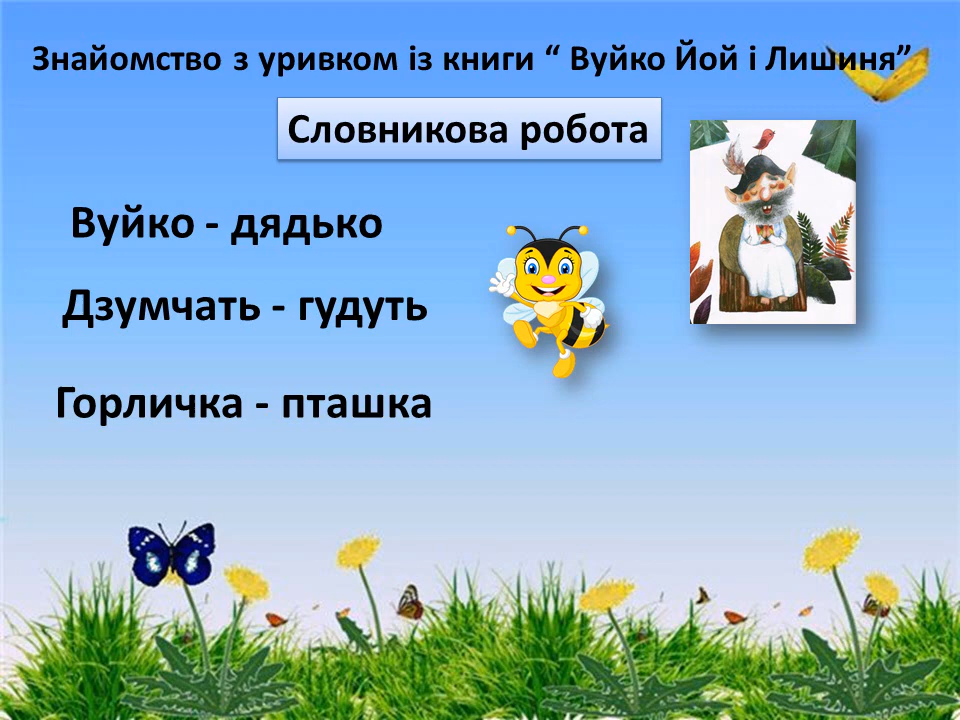 Знайомство з уривком із книги “ Вуйко Йой і Лишиня”
Словникова робота
Вуйко - дядько
Дзумчать - гудуть
Горличка - пташка